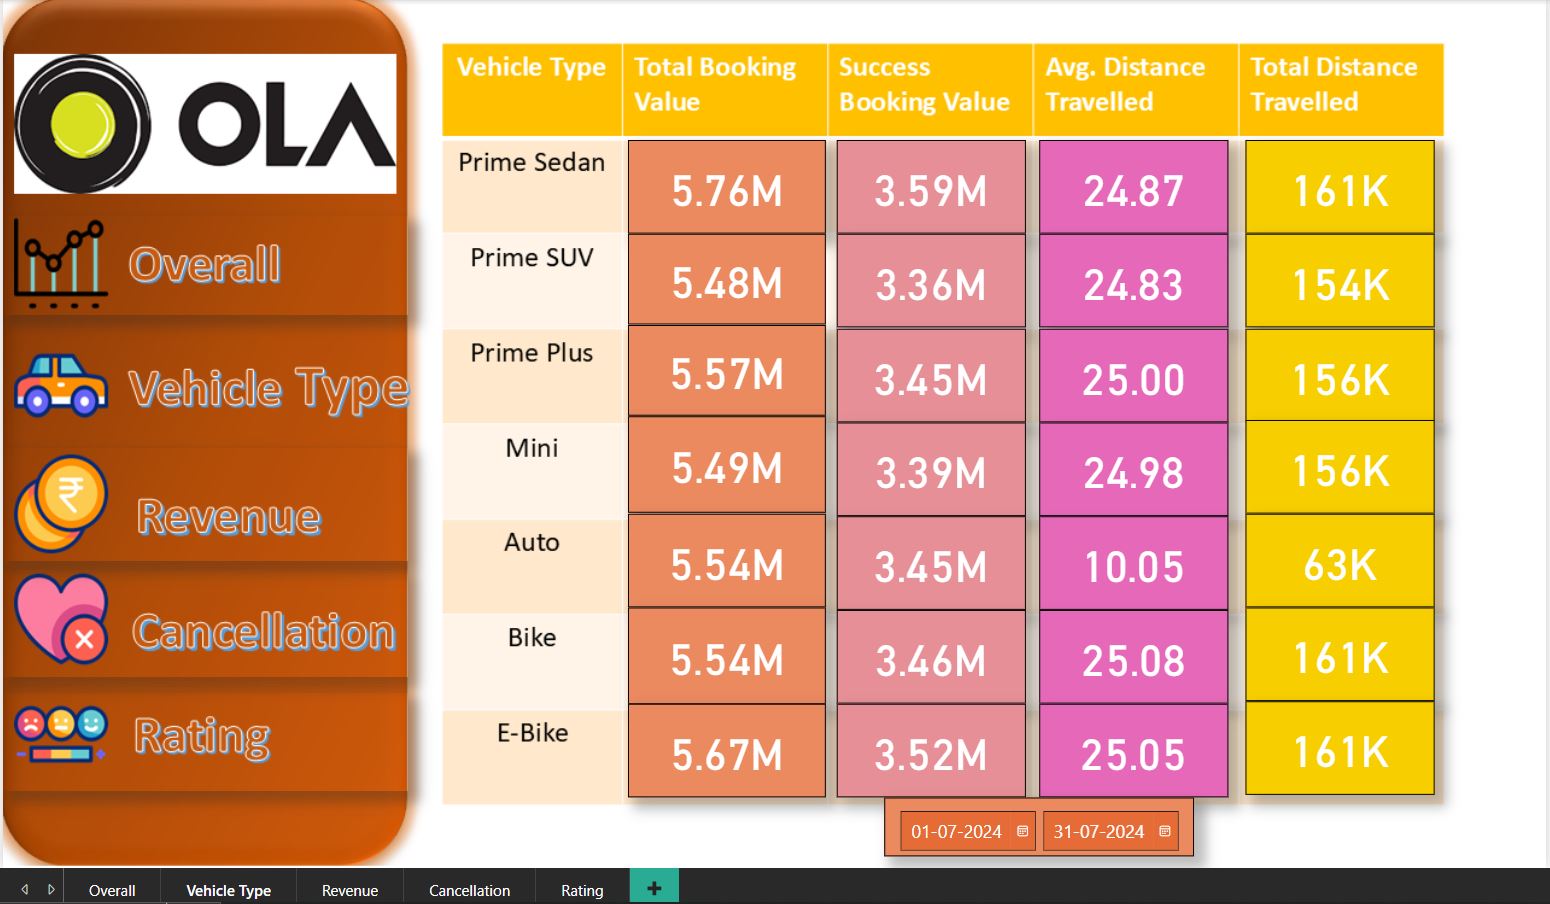 OLA
Overall
Vehicle Type
Revenue
Cancellation
Rating
Vehicle Type Total Booking Value Success Booking Value Avg. Distance Travelled Total Distance Travelled
Prime Sedan 5.76M 3.59M 24.87 161K
Prime SUV 5.48M 3.36M 24.83 154K
Prime Plus 5.57M 3.45M 25.00 156K
Mini 5.49M 3.39M 24.98 156K
Auto 5.54M 3.45M 10.05 63K
Bike 5.54M 3.46M 25.08 161K
E-Bike 5.67M 3.52M 25.05 161K
01-07-2024 31-07-2024
Overall Vehicle Type Revenue Cancellation Rating +